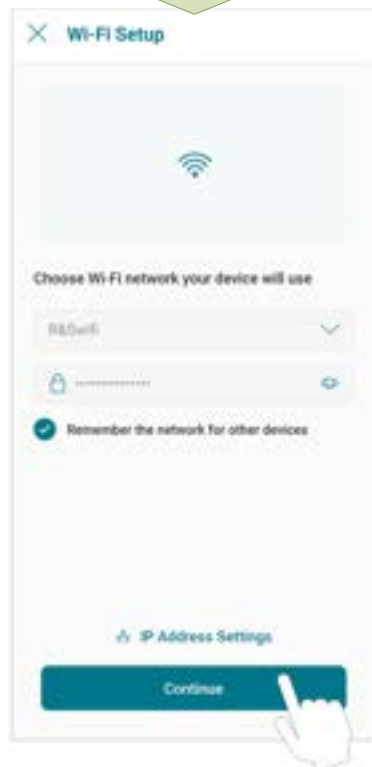 Wi-Fi Setup
Choose Wi-Fi network your device will use
R&Dwifi
Remember the network for other devices
IP Address Settings
Continue